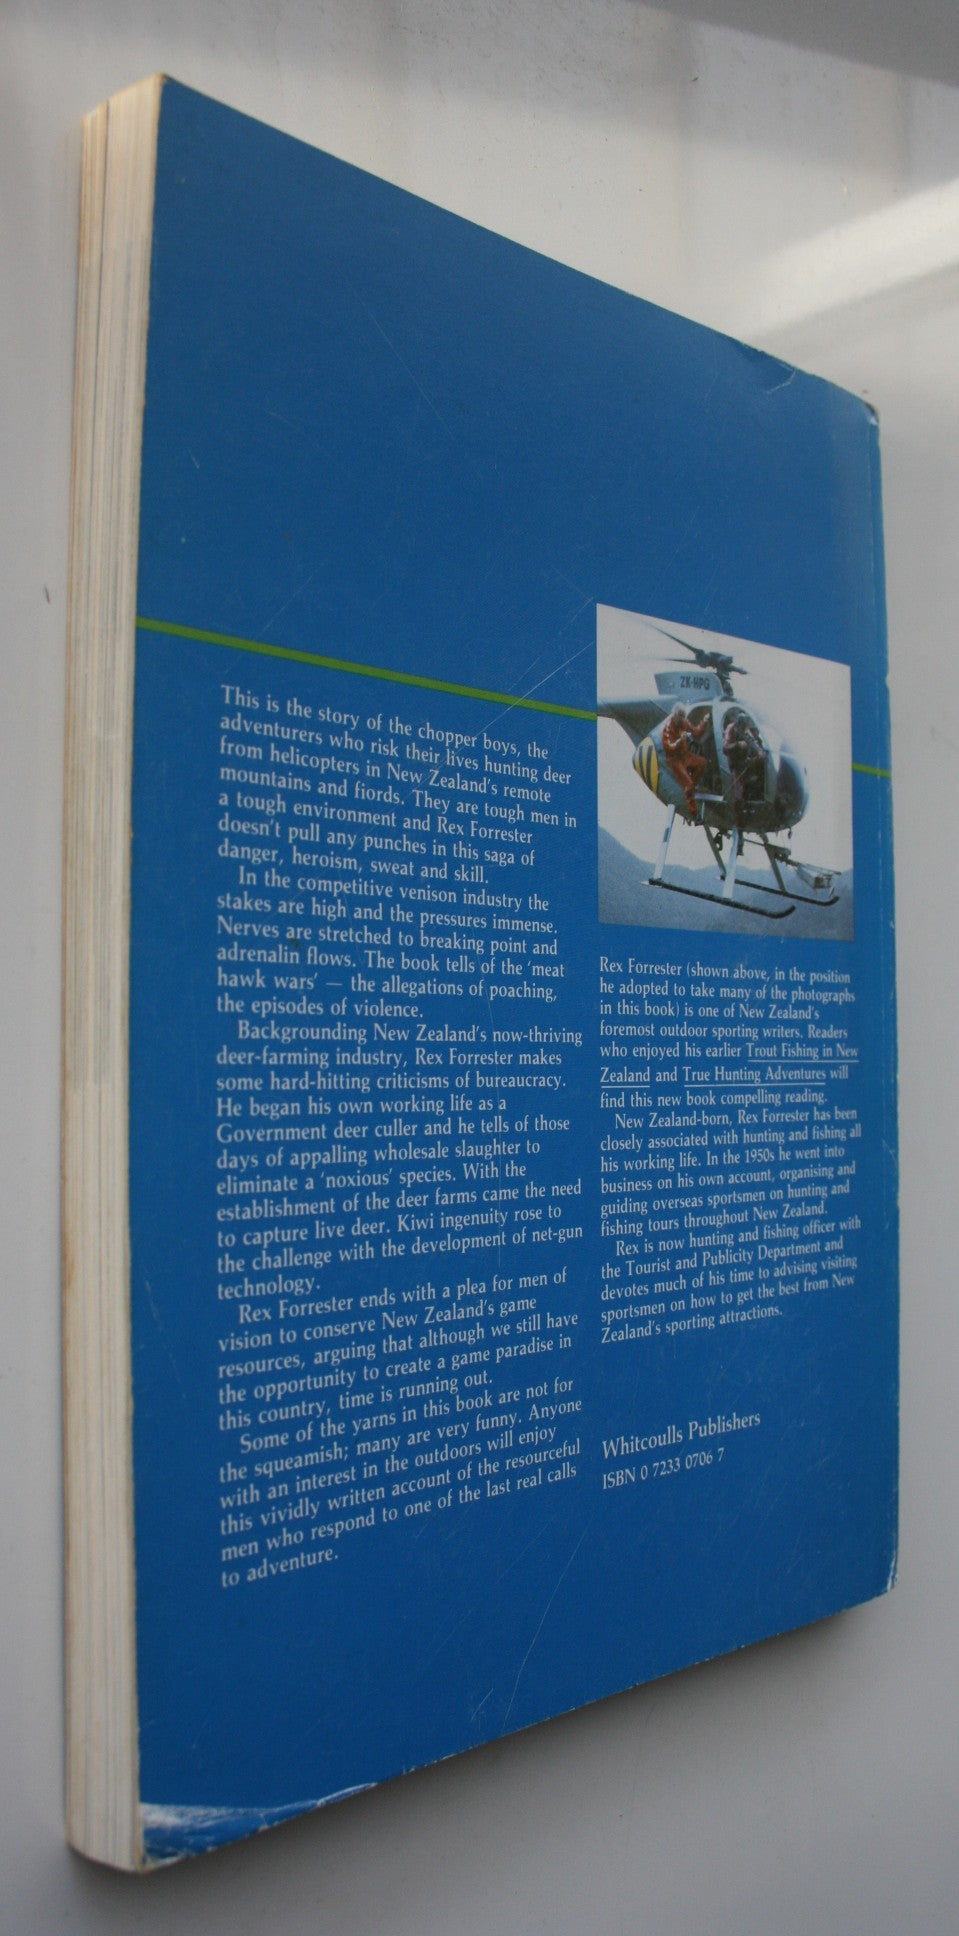 This is the story of the chopper boys, the
adventurers who risk their lives hunting deer
from helicopters in New Zealand's remote
mountains and fiords. They are tough men in
a tough environment and Rex Forrester
doesn't pull any punches in this saga of
danger, heroism, sweat and skill.
In the competitive venison industry the
stakes are high and the pressures immense.
Nerves are stretched to breaking point and
adrenalin flows. The book tells of the 'meat
hawk wars' — the allegations of poaching,
the episodes of violence.
Backgrounding New Zealand's now-thriving
deer-farming industry, Rex Forrester makes
some hard-hitting criticisms of bureaucracy.
He began his own working life as a
Government deer culler and he tells of those
days of appalling wholesale slaughter to
eliminate a 'noxious' species. With the
establishment of the deer farms came the need
to capture live deer. Kiwi ingenuity rose to
the challenge with the development of net-gun
technology.
Rex Forrester ends with a plea for men of
vision to conserve New Zealand's game
resources, arguing that although we still have
the opportunity to create a game paradise in
this country, time is running out.
Some of the yarns in this book are not for
the squeamish; many are very funny. Anyone
with an interest in the outdoors will enjoy
this vividly written account of the resourceful
men who respond to one of the last real calls
to adventure.
ZK-HPG
Rex Forrester (shown above, in the position
he adopted to take many of the photographs
in this book) is one of New Zealand's
foremost outdoor sporting writers. Readers
who enjoyed his earlier Trout Fishing in New
Zealand and True Hunting Adventures will
find this new book compelling reading.
New Zealand-born, Rex Forrester has been
closely associated with hunting and fishing all
his working life. In the 1950s he went into
business on his own account, organising and
guiding overseas sportsmen on hunting and
fishing tours throughout New Zealand.
Rex is now hunting and fishing officer with
the Tourist and Publicity Department and
devotes much of his time to advising visiting
sportsmen on how to get the best from New
Zealand's sporting attractions.
Whitcoulls Publishers
ISBN 0 7233 0706 7